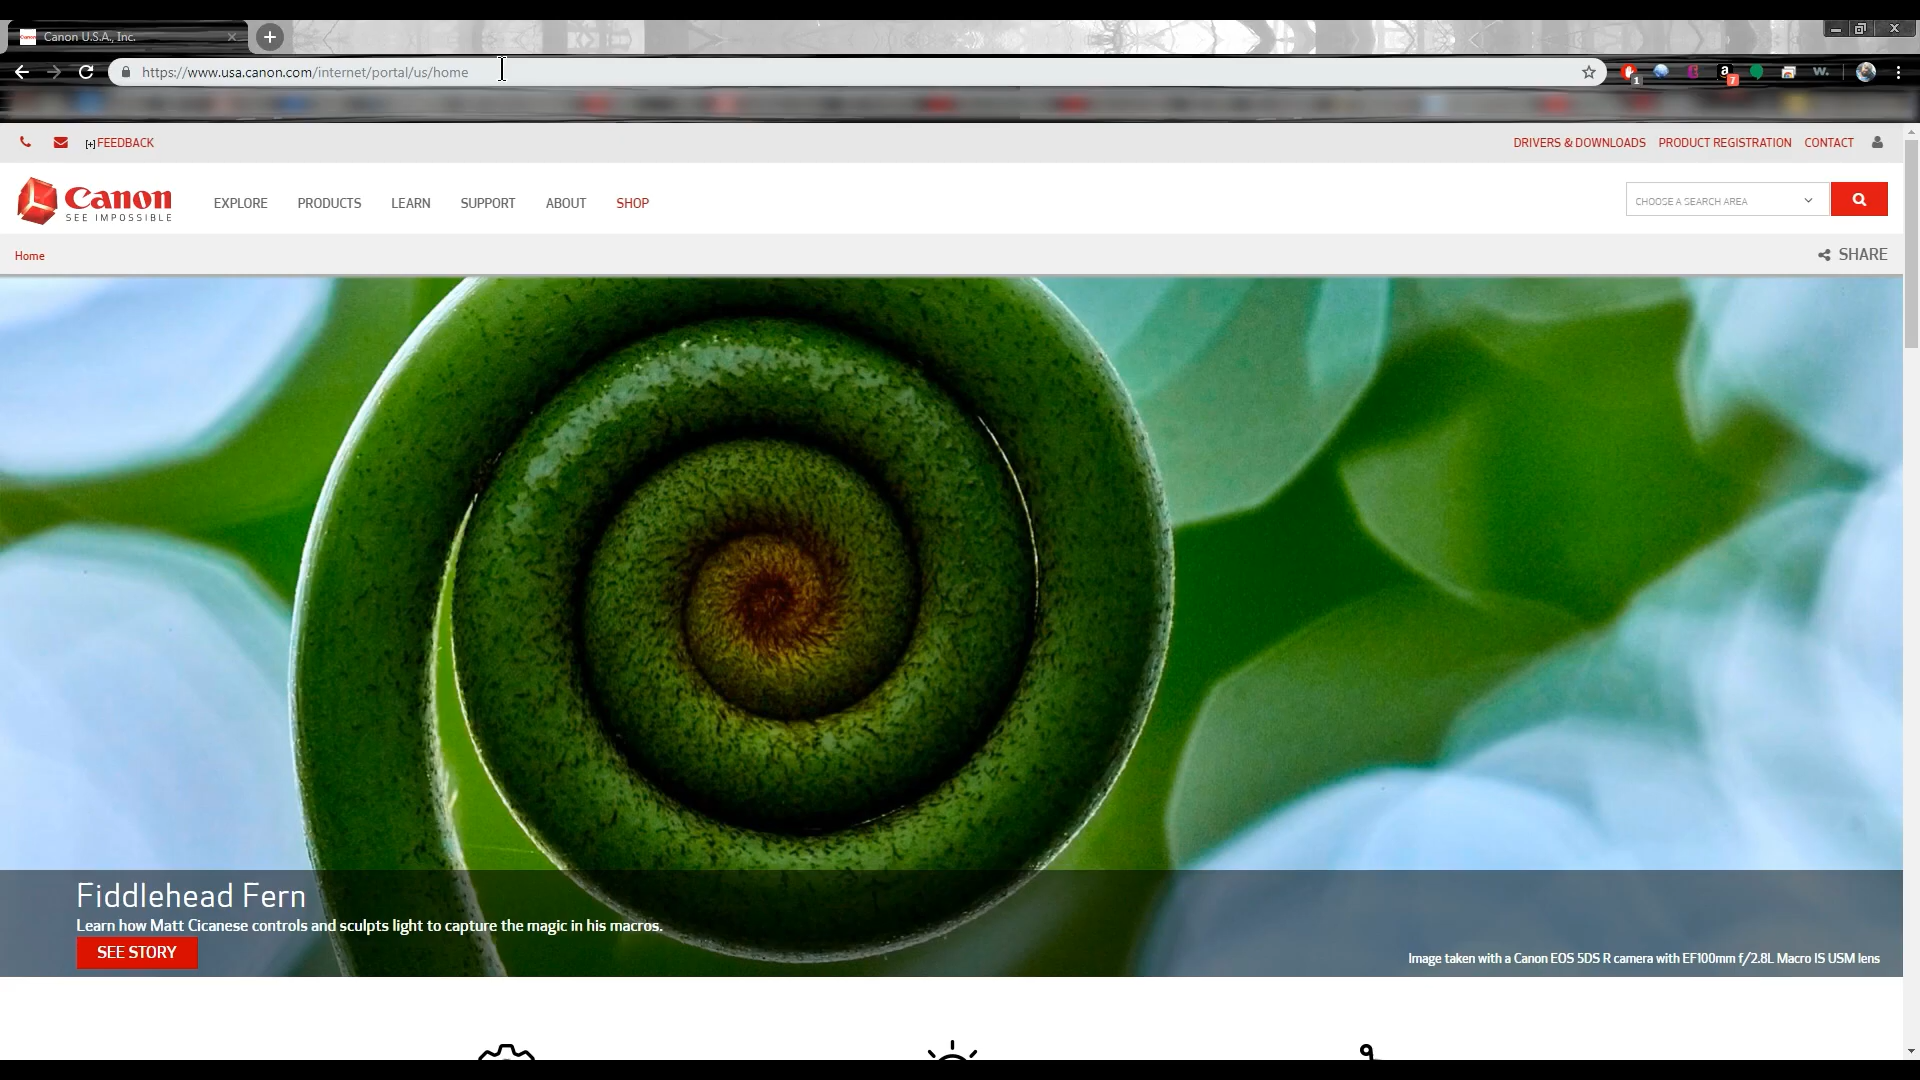 Canon U.S.A., Inc.
https://www.usa.canon.com/internet/portal/us/home
1
a
7
w.
[+] FEEDBACK
DRIVERS & DOWNLOADS PRODUCT REGISTRATION CONTACT
Canon
SEE IMPOSSIBLE
EXPLORE PRODUCTS LEARN SUPPORT ABOUT SHOP
CHOOSE A SEARCH AREA
Home
SHARE
Fiddlehead Fern
Learn how Matt Cicanese controls and sculpts light to capture the magic in his macros.
SEE STORY
Image taken with a Canon EOS 5DS R camera with EF100mm f/2.8L Macro IS USM lens